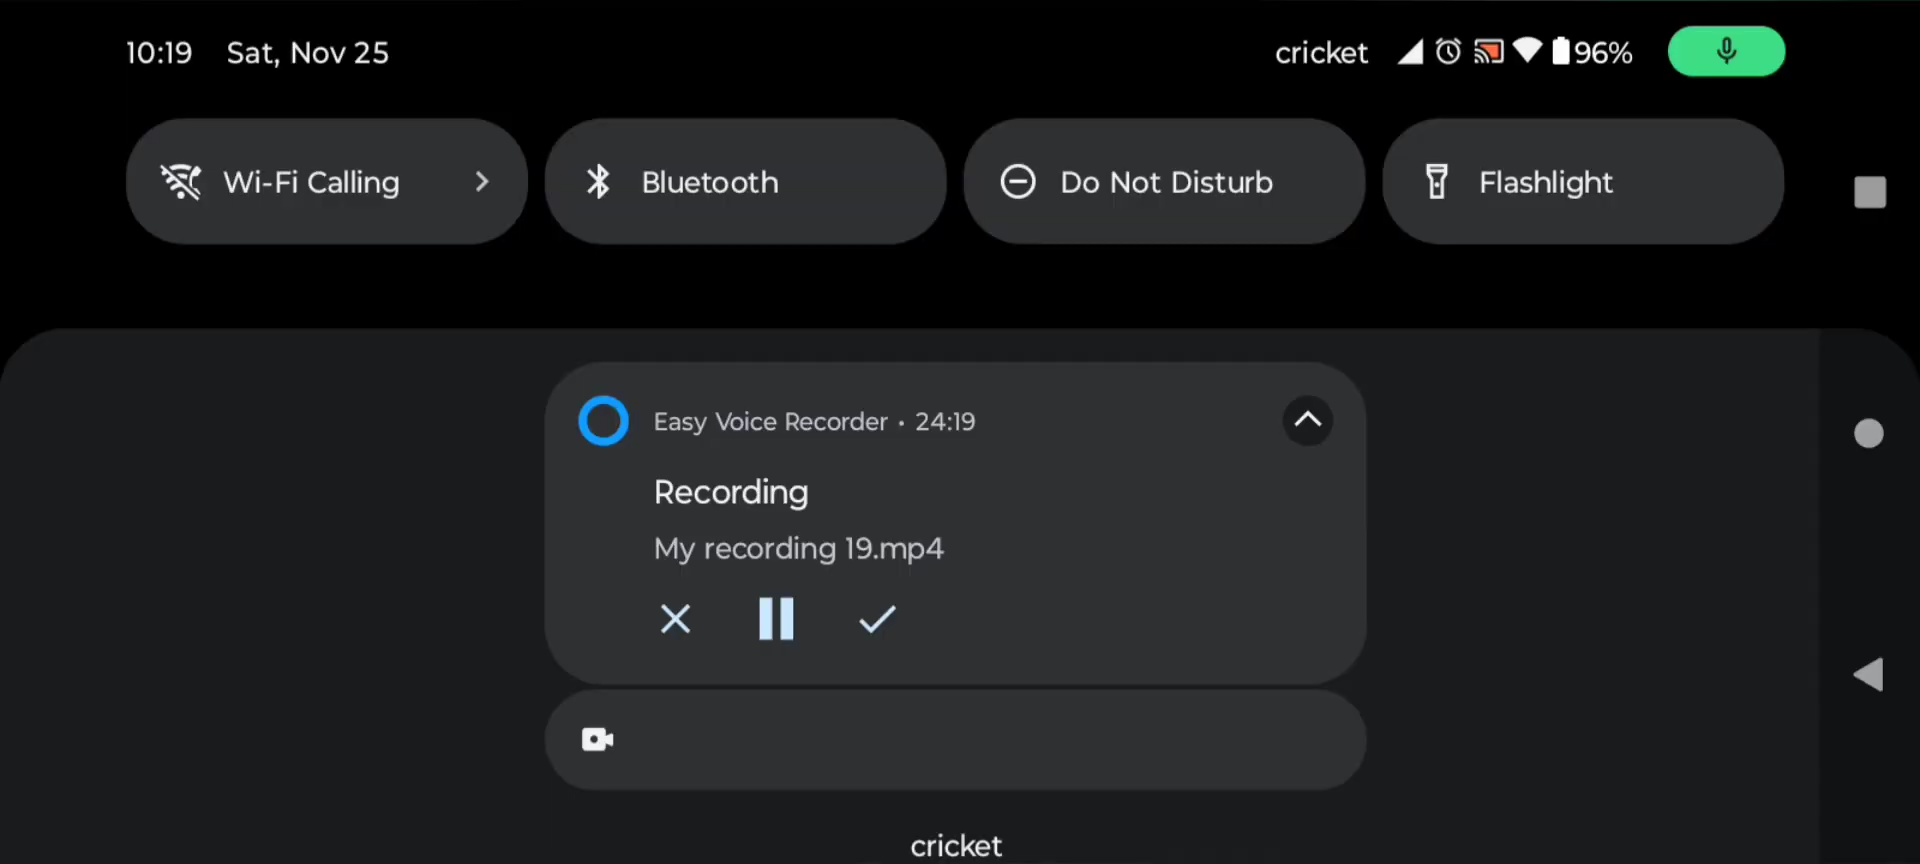 10:19 Sat, Nov 25 cricket 96%
Wi-Fi Calling Bluetooth Do Not Disturb Flashlight
Easy Voice Recorder • 24:19
Recording
My recording 19.mp4
cricket